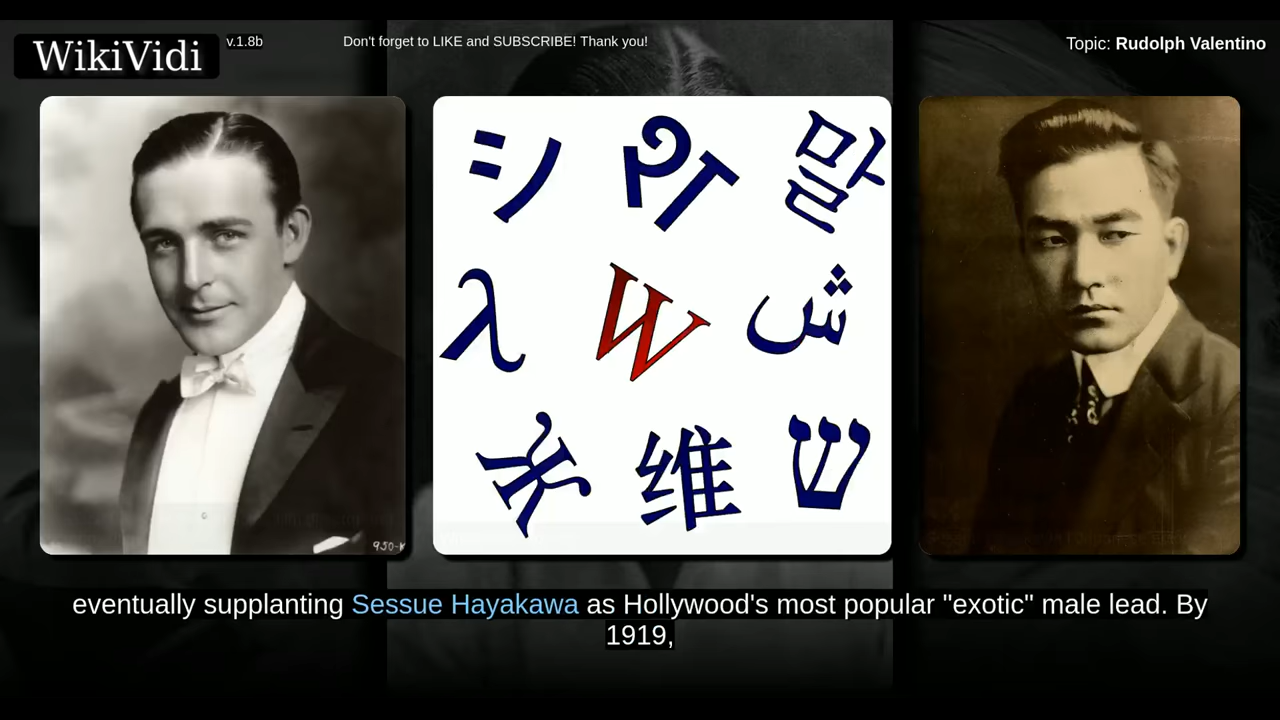 WikiVidi v.1.8b
Don't forget to LIKE and SUBSCRIBE! Thank you!
Topic: Rudolph Valentino
シ わ 말
λ W ش
Ж 维 ש
950-
eventually supplanting Sessue Hayakawa as Hollywood's most popular "exotic" male lead. By
1919,